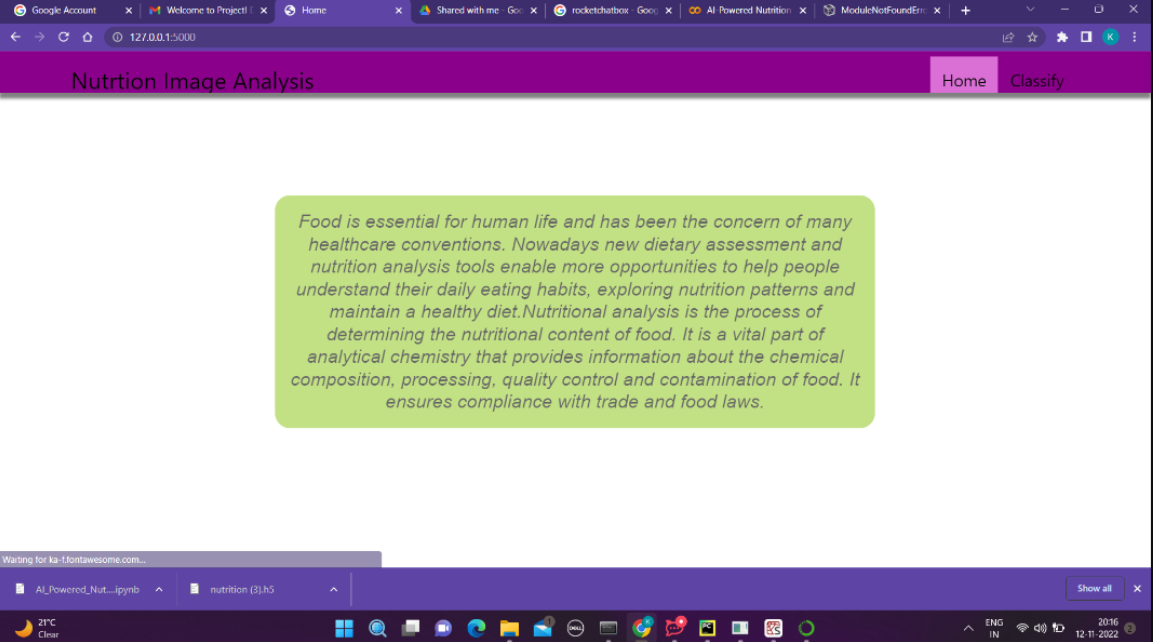 Google Account
Welcome to Project! I
Home
Shared with me - Goo
rocketchatbox - Goog
AI-Powered Nutrition
ModuleNotFoundErro
127.0.0.1:5000
K
Nutrtion Image Analysis
Home
Classify
Food is essential for human life and has been the concern of many
healthcare conventions. Nowadays new dietary assessment and
nutrition analysis tools enable more opportunities to help people
understand their daily eating habits, exploring nutrition patterns and
maintain a healthy diet.Nutritional analysis is the process of
determining the nutritional content of food. It is a vital part of
analytical chemistry that provides information about the chemical
composition, processing, quality control and contamination of food. It
ensures compliance with trade and food laws.
Waiting for ka-f.fontawesome.com...
AI_Powered_Nut....ipynb
nutrition (3).h5
Show all
21°C
Clear
DELL
PC
ENG
IN
20:16
12-11-2022
2